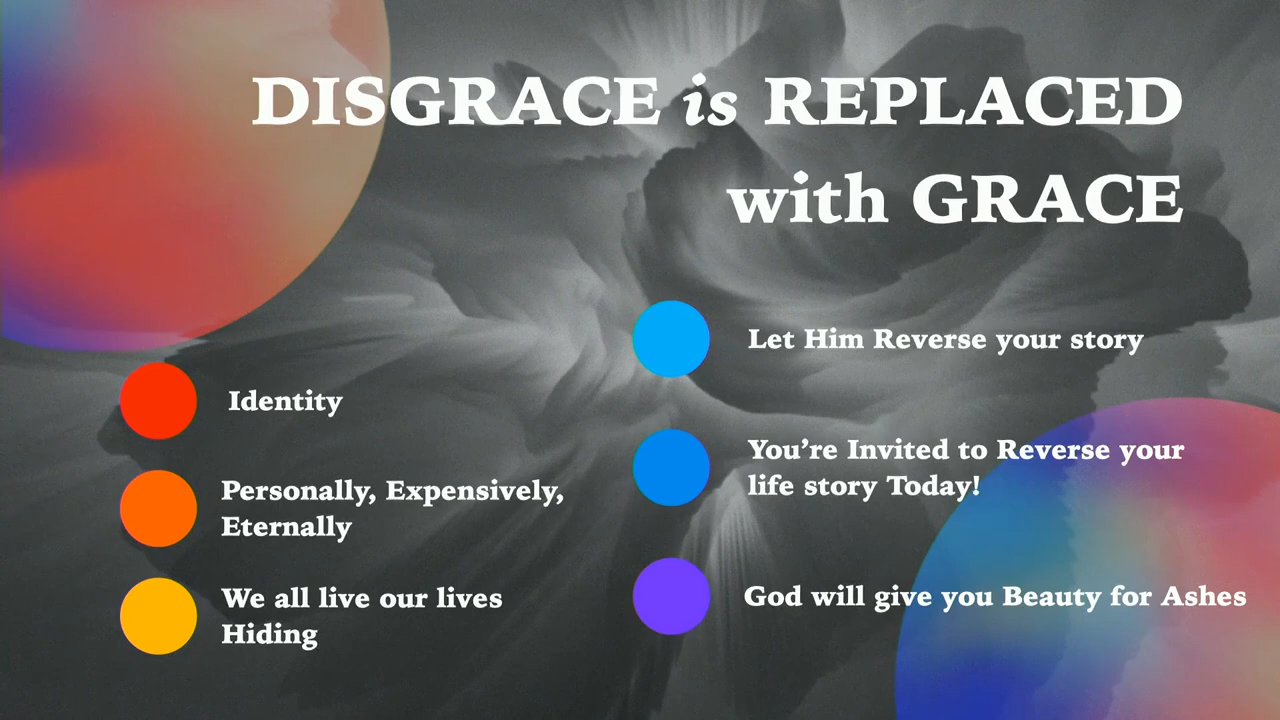 DISGRACE is REPLACED
with GRACE
Identity
Personally, Expensively,
Eternally
We all live our lives
Hiding
Let Him Reverse your story
You’re Invited to Reverse your
life story Today!
God will give you Beauty for Ashes